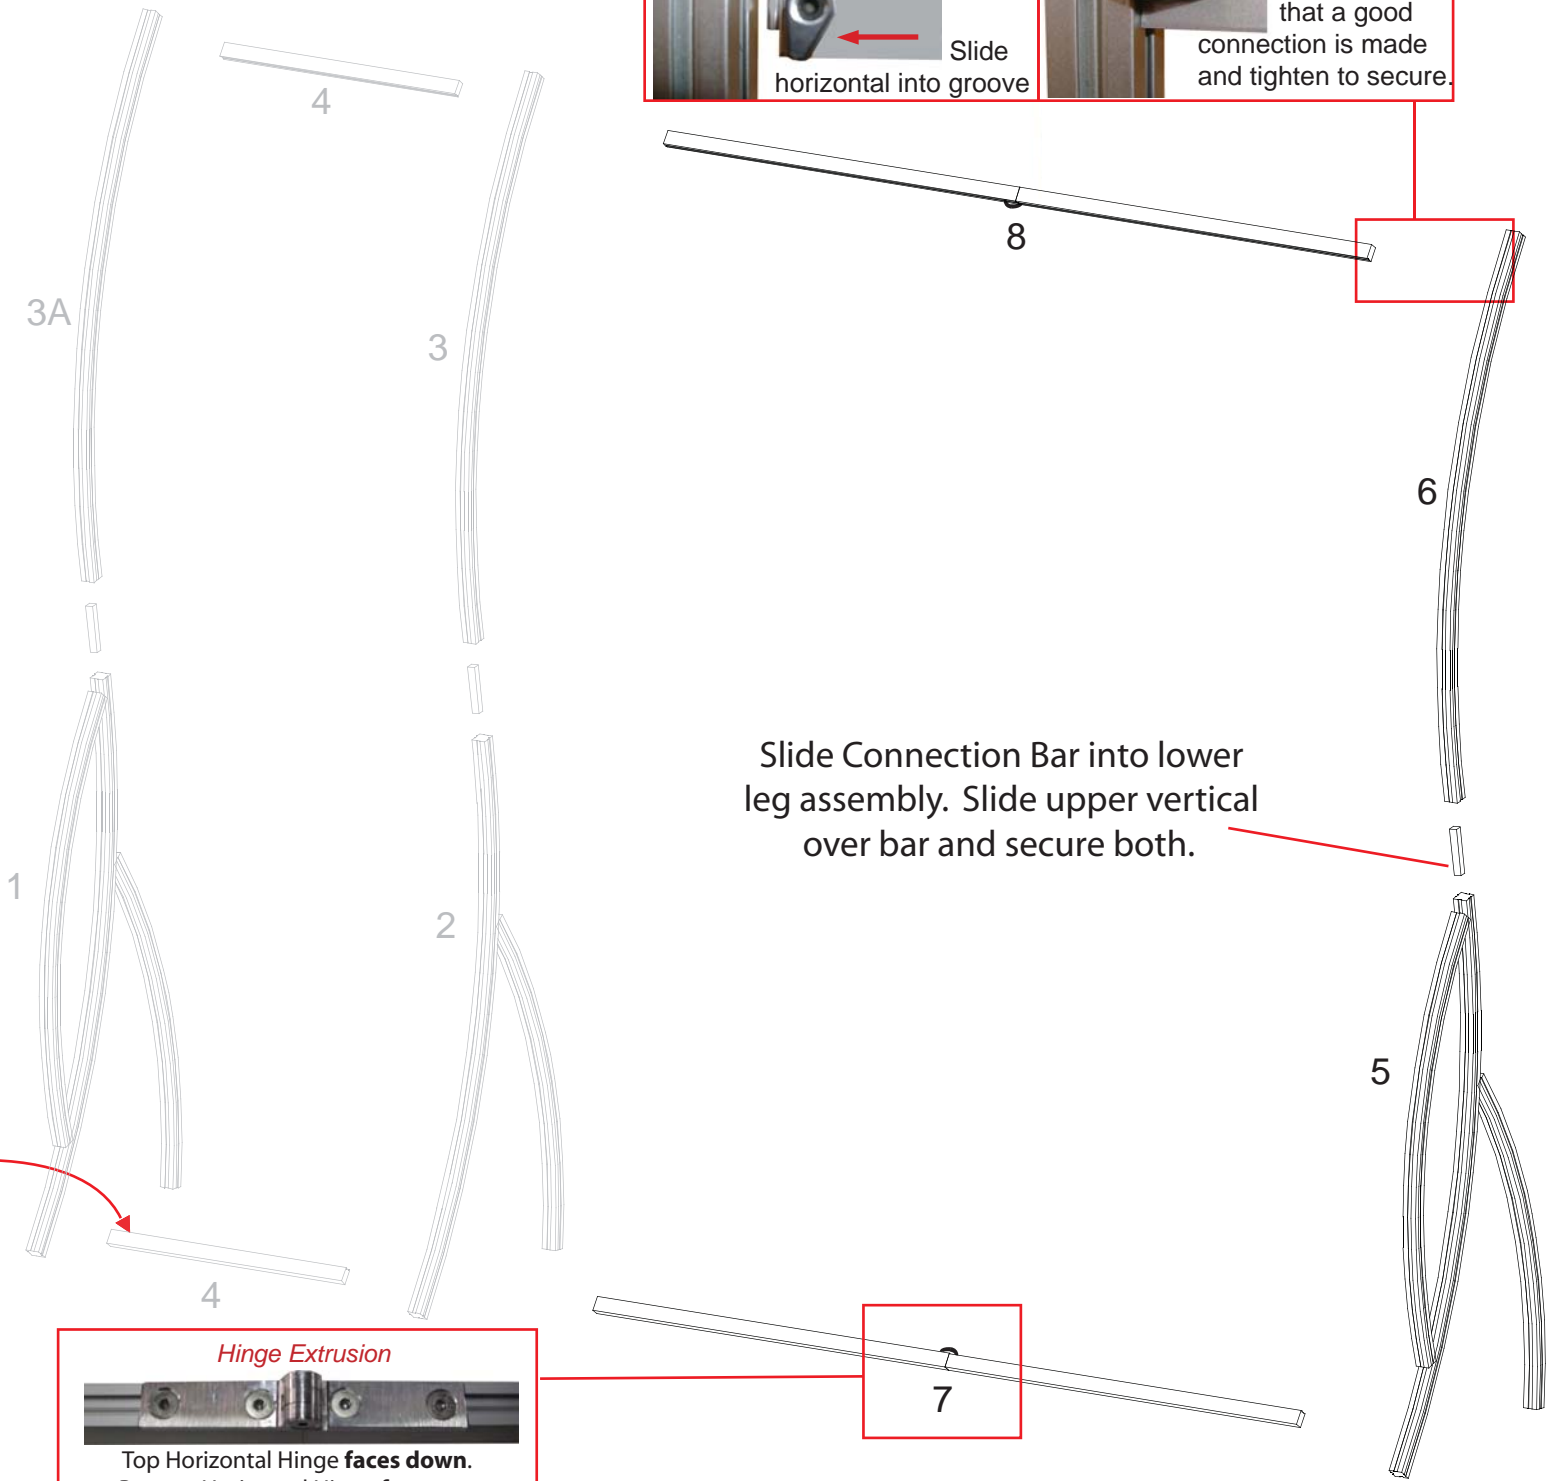 that a good
connection is made
and tighten to secure.
Slide
horizontal into groove
4
8
3A
3
6
Slide Connection Bar into lower
leg assembly.  Slide upper vertical
over bar and secure both.
1
2
5
4
7
Hinge Extrusion
Top Horizontal Hinge faces down.